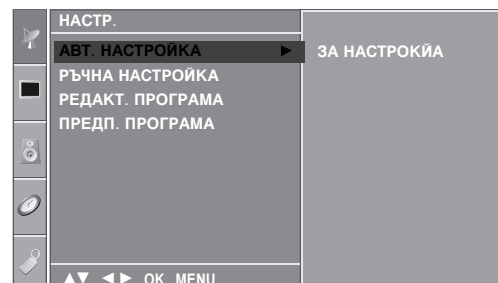 НАСТР.
АВТ. НАСТРОЙКА ►
ЗА НАСТРОКЙА
РЪЧНА НАСТРОЙКА
РЕДАКТ. ПРОГРАМА
ПРЕДП. ПРОГРАМА
▲▼ ◄► OK MENU